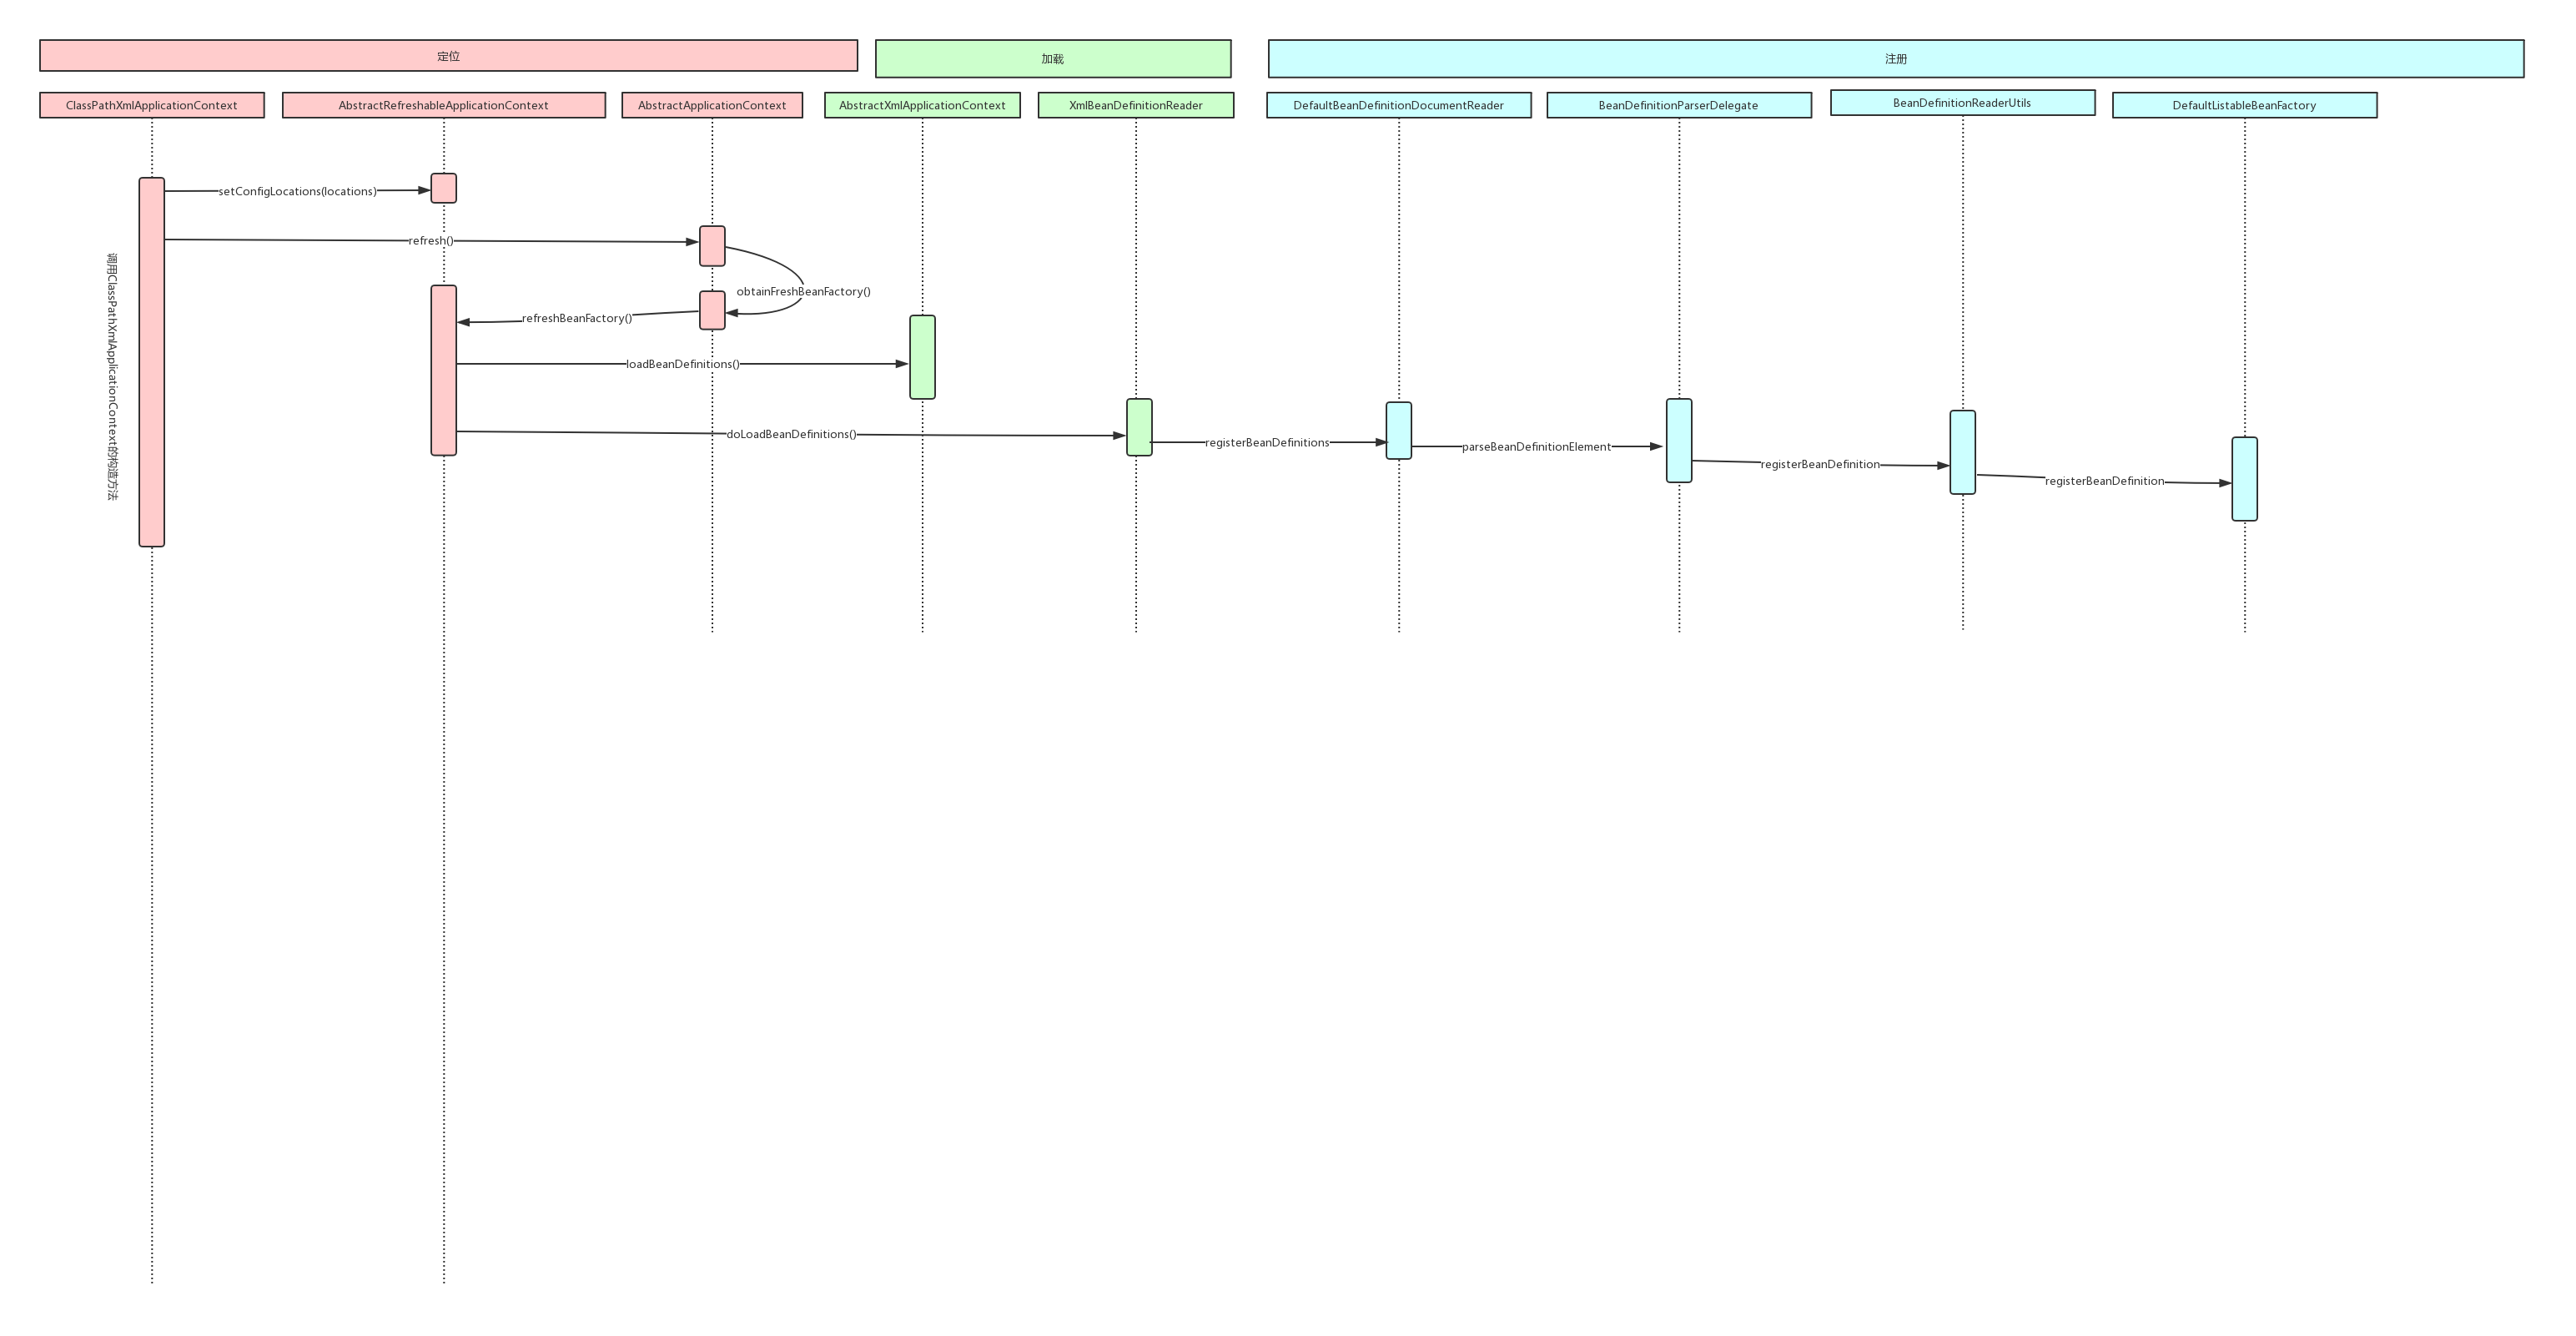 定位
加载
注册
ClassPathXmlApplicationContext
AbstractRefreshableApplicationContext
AbstractApplicationContext
AbstractXmlApplicationContext
XmlBeanDefinitionReader
DefaultBeanDefinitionDocumentReader
BeanDefinitionParserDelegate
BeanDefinitionReaderUtils
DefaultListableBeanFactory
setConfigLocations(locations)
refresh()
调用ClassPathXmlApplicationContext的构造方法
obtainFreshBeanFactory()
refreshBeanFactory()
loadBeanDefinitions()
doLoadBeanDefinitions()
registerBeanDefinitions
parseBeanDefinitionElement
registerBeanDefinition
registerBeanDefinition